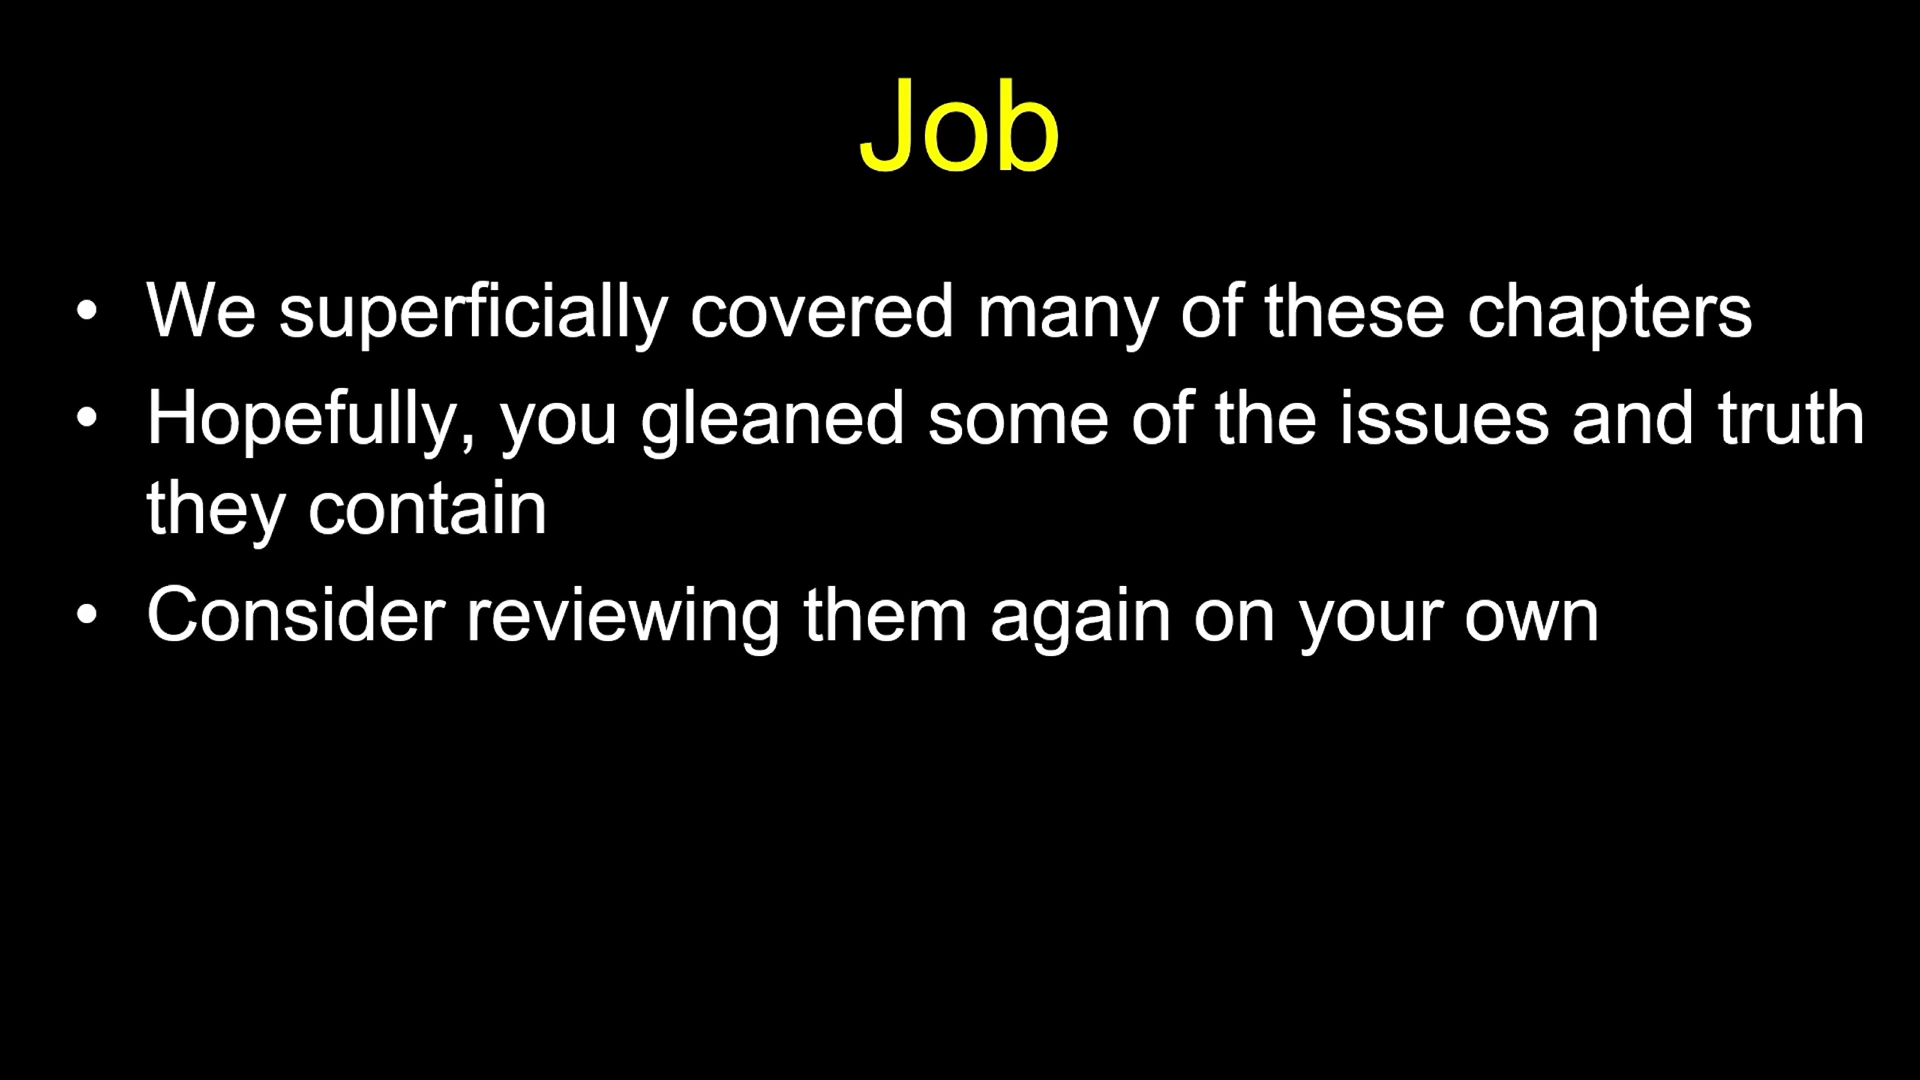 Job
• We superficially covered many of these chapters
• Hopefully, you gleaned some of the issues and truth
they contain
• Consider reviewing them again on your own